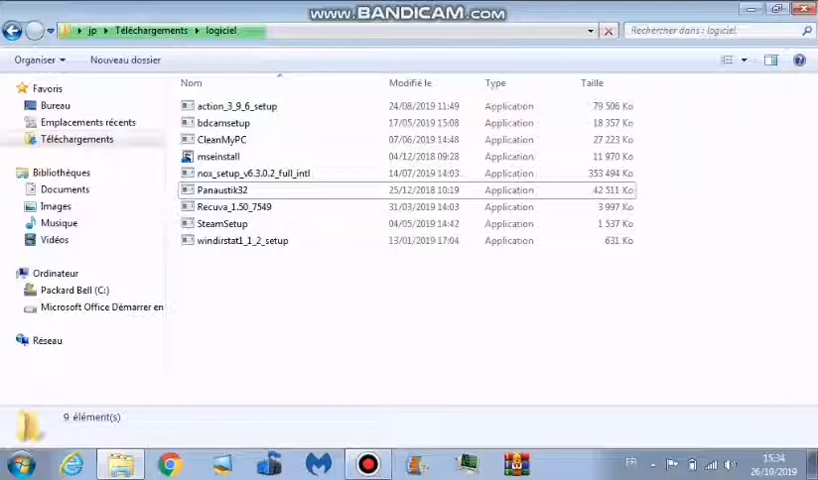 www.BANDICAM.com
jp Téléchargements logiciel
Rechercher dans : logiciel
Organiser Nouveau dossier
Nom Modifié le Type Taille
Favoris
Bureau
Emplacements récents
Téléchargements
Bibliothèques
Documents
Images
Musique
Vidéos
Ordinateur
Packard Bell (C:)
Microsoft Office Démarrer en
Réseau
action_3_9_6_setup 24/08/2019 11:49 Application 79 506 Ko
bdcamsetup 17/05/2019 15:08 Application 18 357 Ko
CleanMyPC 07/06/2019 14:48 Application 27 223 Ko
mseinstall 04/12/2018 09:28 Application 11 970 Ko
nox_setup_v6.3.0.2_full_intl 14/07/2019 14:03 Application 353 494 Ko
Panaustik32 25/12/2018 10:19 Application 42 511 Ko
Recuva_1.50_7549 31/03/2019 14:03 Application 3 997 Ko
SteamSetup 04/05/2019 14:42 Application 1 537 Ko
windirstat1_1_2_setup 13/01/2019 17:04 Application 631 Ko
9 élément(s)
FR
15:34
26/10/2019